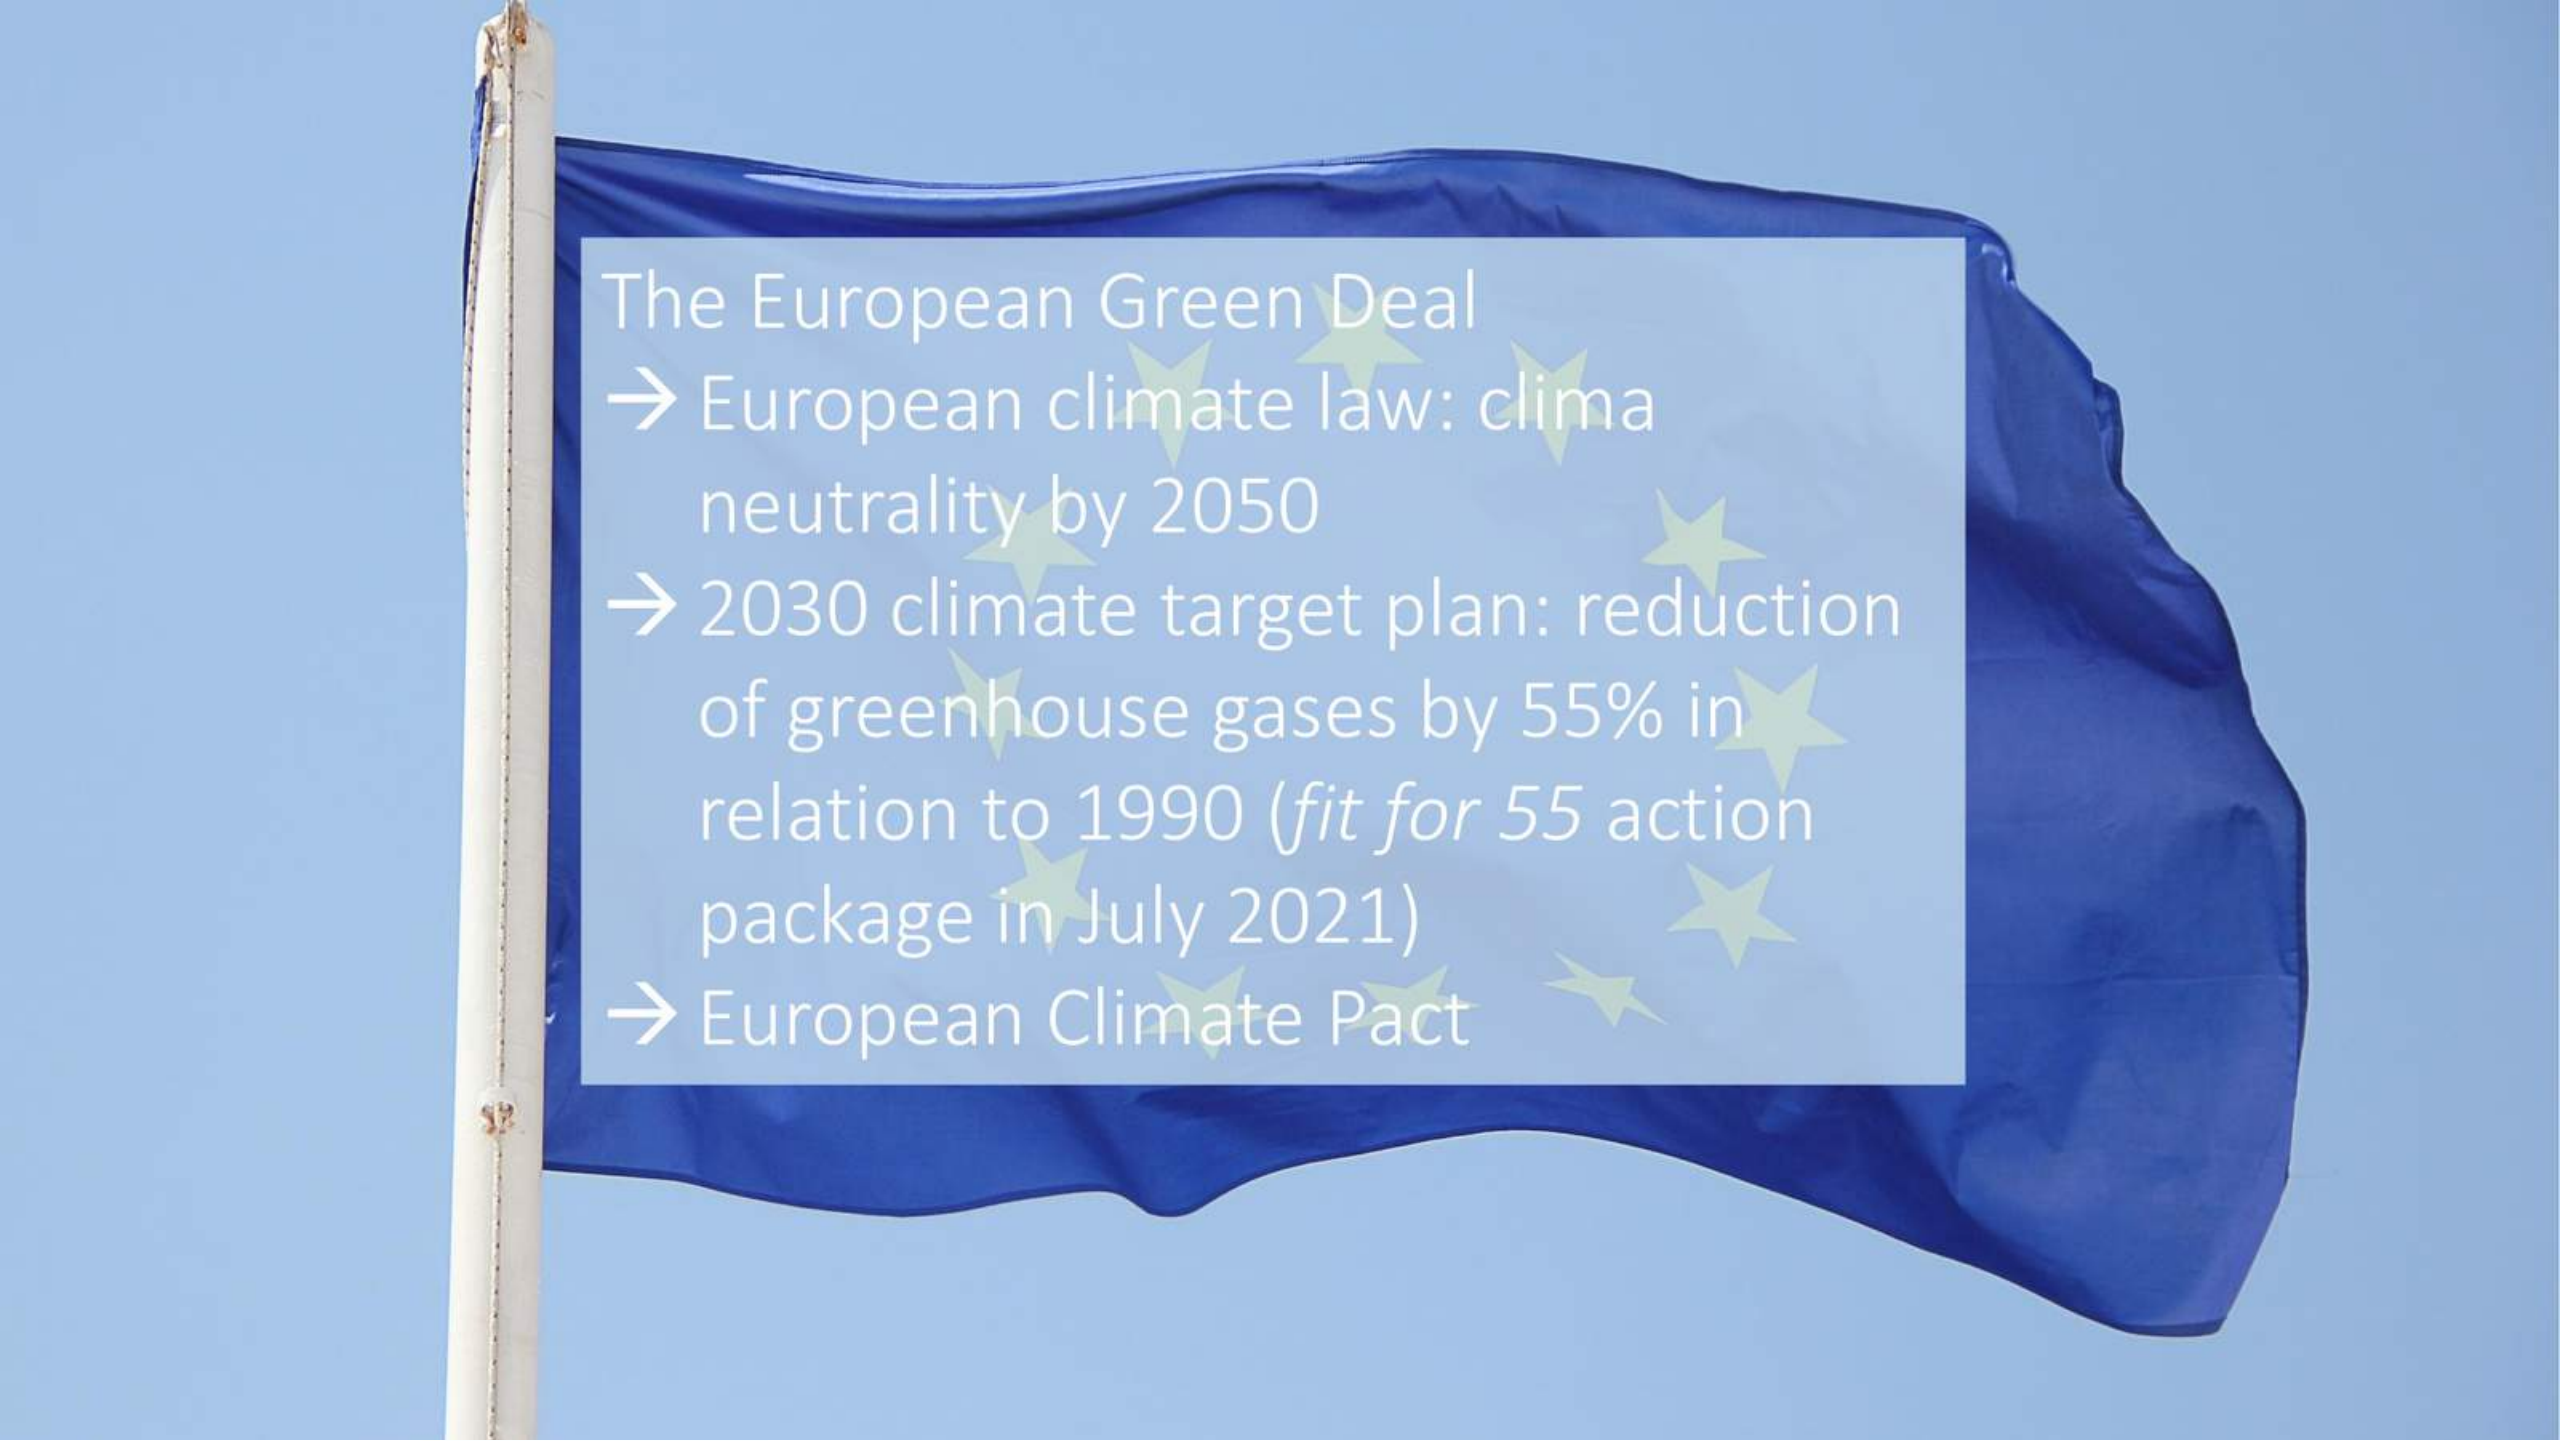 The European Green Deal
→ European climate law: clima
neutrality by 2050
→ 2030 climate target plan: reduction
of greenhouse gases by 55% in
relation to 1990 (fit for 55 action
package in July 2021)
→ European Climate Pact